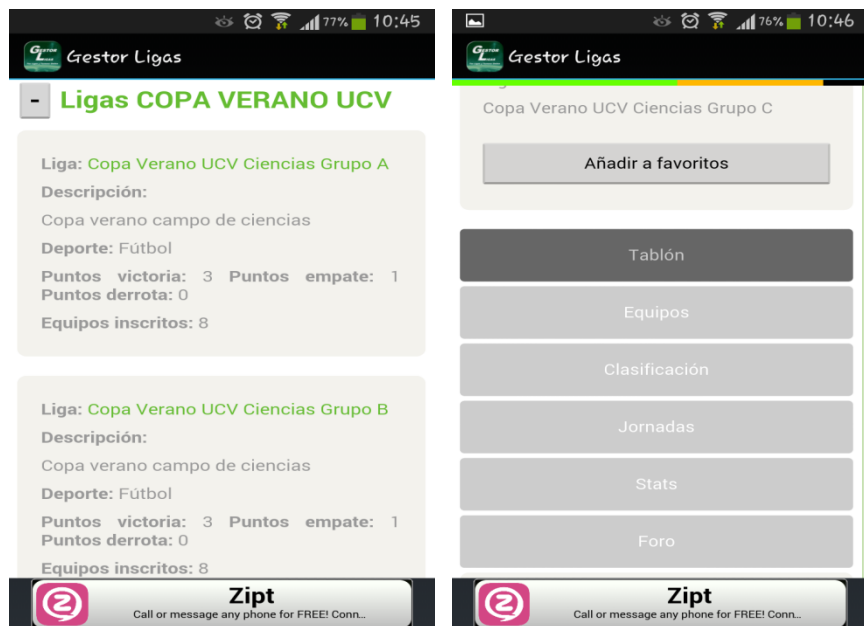 77% 10:45
Gestor Ligas
- Ligas COPA VERANO UCV
Liga: Copa Verano UCV Ciencias Grupo A
Descripción:
Copa verano campo de ciencias
Deporte: Fútbol
Puntos victoria: 3 Puntos empate: 1
Puntos derrota: 0
Equipos inscritos: 8
Liga: Copa Verano UCV Ciencias Grupo B
Descripción:
Copa verano campo de ciencias
Deporte: Fútbol
Puntos victoria: 3 Puntos empate: 1
Puntos derrota: 0
Equipos inscritos: 8
Zipt
Call or message any phone for FREE! Conn...
76% 10:46
Gestor Ligas
Copa Verano UCV Ciencias Grupo C
Añadir a favoritos
Tablón
Equipos
Clasificación
Jornadas
Stats
Foro
Zipt
Call or message any phone for FREE! Conn...